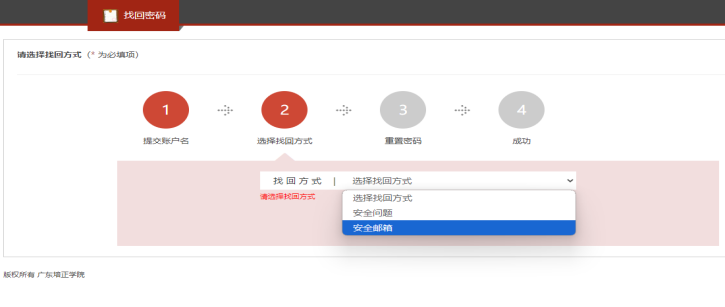 找回密码
请选择找回方式 (* 为必填项)
1
2
3
4
提交账户名
选择找回方式
重置密码
成功
找回方式 | 选择找回方式
请选择找回方式
选择找回方式
安全问题
安全邮箱
版权所有 广东培正学院